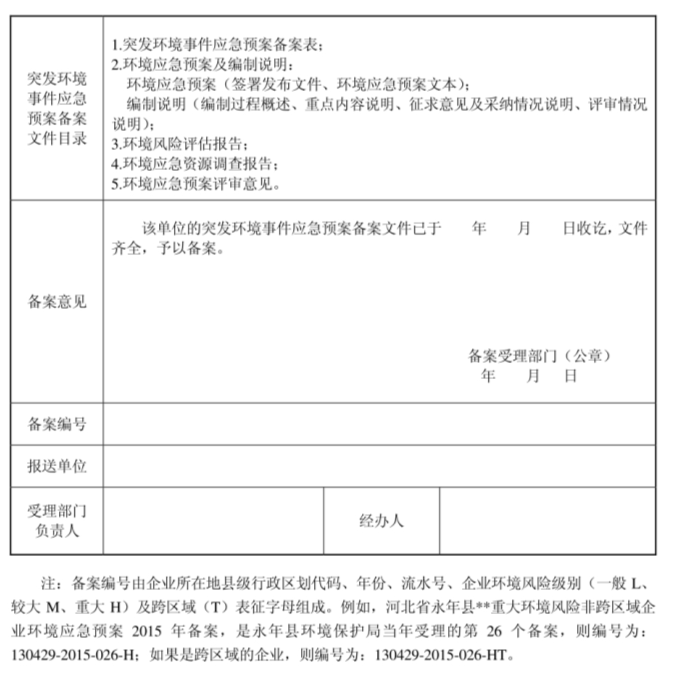 突发环境
事件应急
预案备案
文件目录
1.突发环境事件应急预案备案表；
2.环境应急预案及编制说明：
环境应急预案（签署发布文件、环境应急预案文本）；
编制说明（编制过程概述、重点内容说明、征求意见及采纳情况说明、评审情况
说明）；
3.环境风险评估报告；
4.环境应急资源调查报告；
5.环境应急预案评审意见。
备案意见
该单位的突发环境事件应急预案备案文件已于 年 月 日收讫，文件
齐全，予以备案。
备案受理部门（公章）
年 月 日
备案编号
报送单位
受理部门
负责人
经办人
注：备案编号由企业所在地县级行政区划代码、年份、流水号、企业环境风险级别（一般 L、
较大 M、重大 H）及跨区域（T）表征字母组成。例如，河北省永年县**重大环境风险非跨区域企
业环境应急预案 2015 年备案，是永年县环境保护局当年受理的第 26 个备案，则编号为：
130429-2015-026-H；如果是跨区域的企业，则编号为：130429-2015-026-HT。